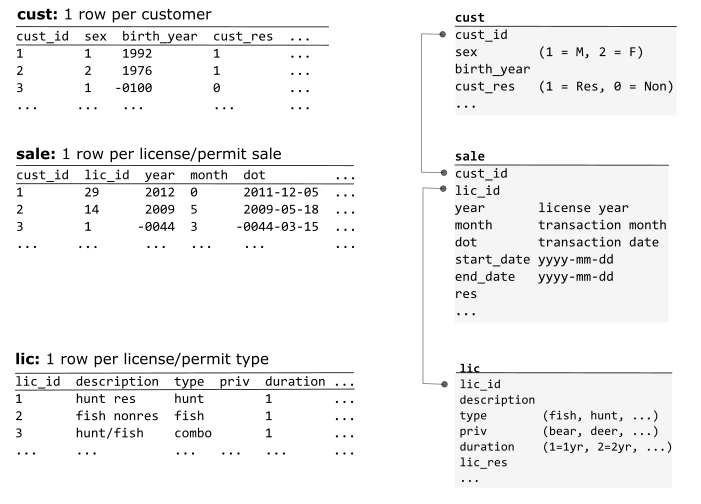 cust: 1 row per customer
cust_id sex birth_year cust_res ...
1 1 1992 1 ...
2 2 1976 1 ...
3 1 -0100 0 ...
... ... ... ... ...
sale: 1 row per license/permit sale
cust_id lic_id year month dot ...
1 29 2012 0 2011-12-05 ...
2 14 2009 5 2009-05-18 ...
3 1 -0044 3 -0044-03-15 ...
... ... ... ... ... ...
lic: 1 row per license/permit type
lic_id description type priv duration ...
1 hunt res hunt 1 ...
2 fish nonres fish 1 ...
3 hunt/fish combo 1 ...
... ... ... ... ... ...
cust
cust_id
sex (1 = M, 2 = F)
birth_year
cust_res (1 = Res, 0 = Non)
...
sale
cust_id
lic_id
year license year
month transaction month
dot transaction date
start_date yyyy-mm-dd
end_date yyyy-mm-dd
res
...
lic
lic_id
description
type (fish, hunt, ...)
priv (bear, deer, ...)
duration (1=1yr, 2=2yr, ...)
lic_res
...